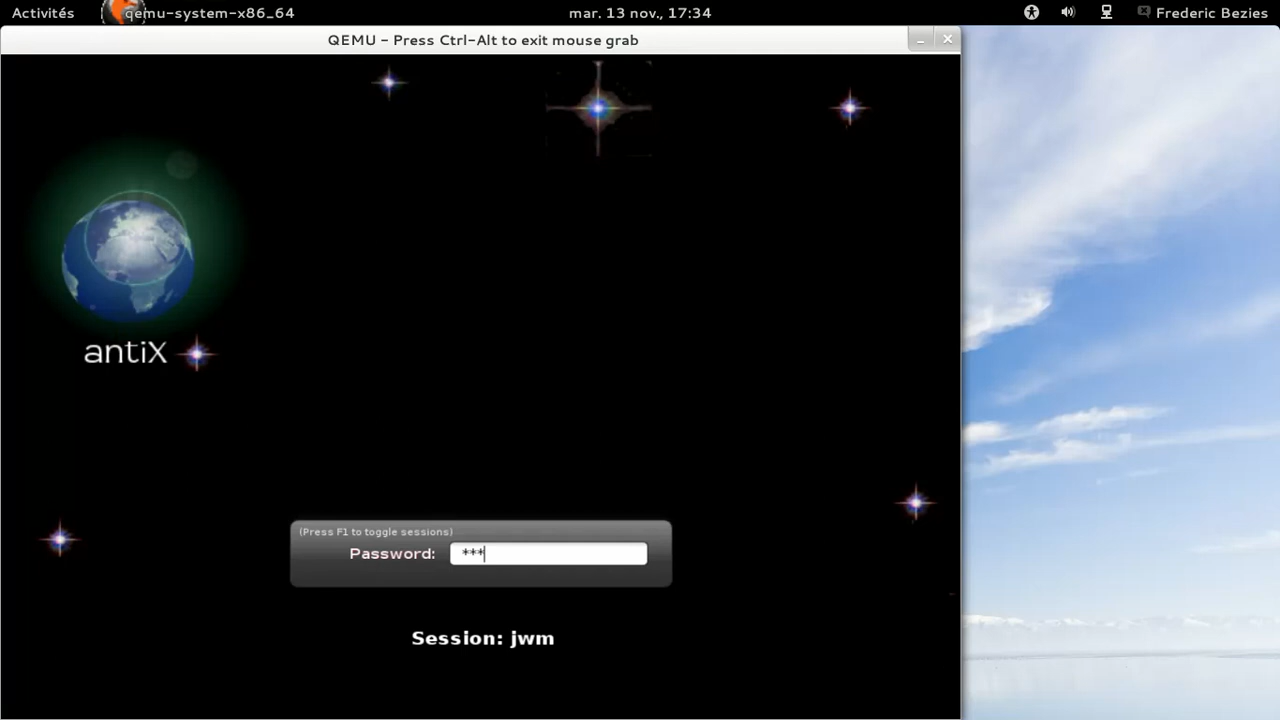 Activités qemu-system-x86_64 mar. 13 nov., 17:34 Frederic Bezies
QEMU - Press Ctrl-Alt to exit mouse grab
antiX
(Press F1 to toggle sessions)
Password: ***
Session: jwm